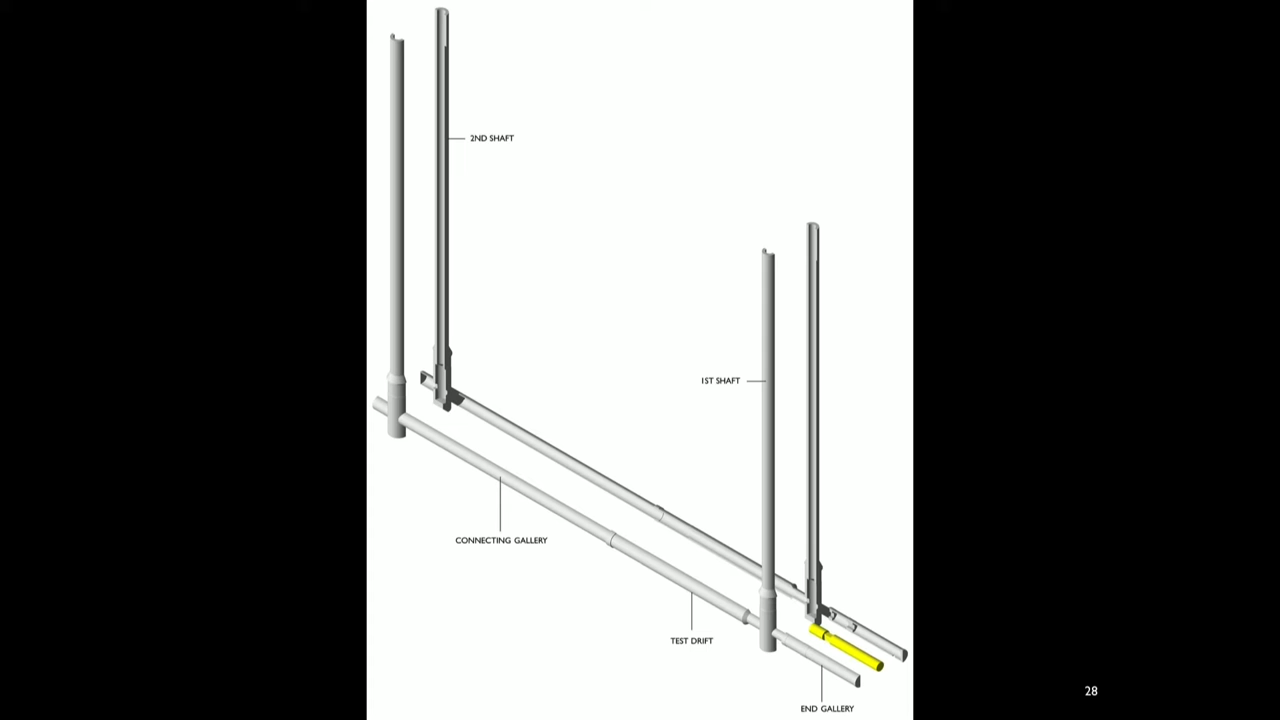 2ND SHAFT
1ST SHAFT
CONNECTING GALLERY
TEST DRIFT
END GALLERY
28